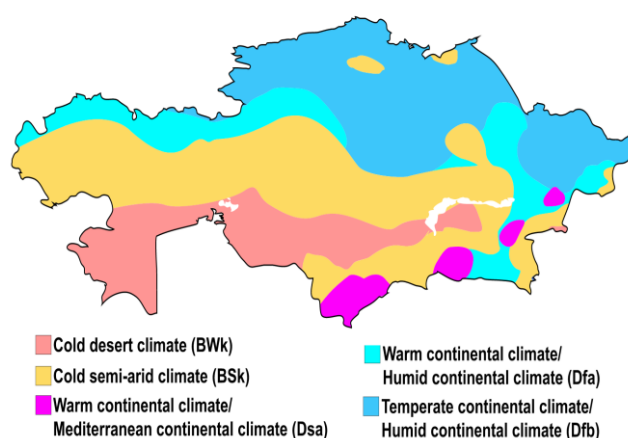 Cold desert climate (BWk)
Cold semi-arid climate (BSk)
Warm continental climate/
Mediterranean continental climate (Dsa)
Warm continental climate/
Humid continental climate (Dfa)
Temperate continental climate/
Humid continental climate (Dfb)